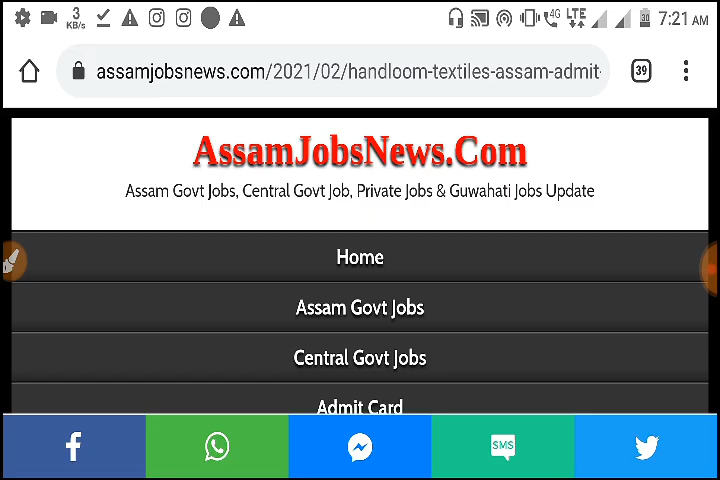 3 KB/s 4G LTE 30 7:21 AM
assamjobsnews.com/2021/02/handloom-textiles-assam-admit- 39
AssamJobsNews.Com
Assam Govt Jobs, Central Govt Job, Private Jobs & Guwahati Jobs Update
Home
Assam Govt Jobs
Central Govt Jobs
Admit Card
SMS